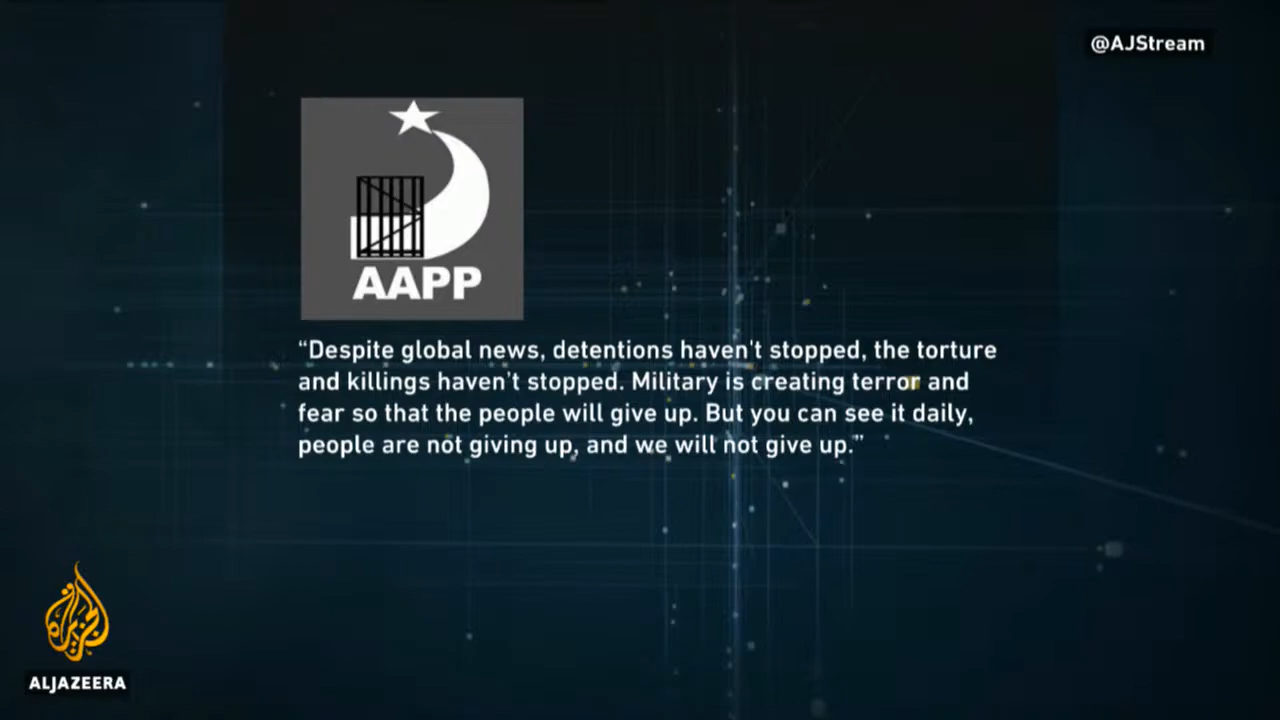 @AJStream
AAPP
“Despite global news, detentions haven't stopped, the torture
and killings haven’t stopped. Military is creating terror and
fear so that the people will give up. But you can see it daily,
people are not giving up, and we will not give up.”
الجزيرة
ALJAZEERA